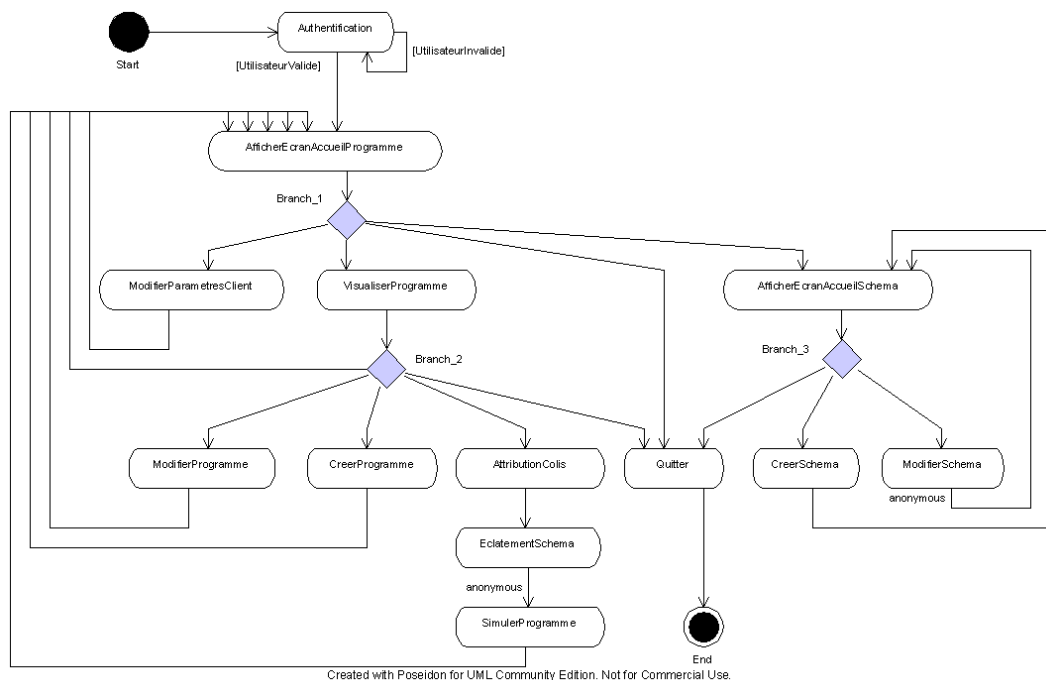 Authentification
[UtilisateurInvalide]
Start
[UtilisateurValide]
AfficherEcranAccueilProgramme
Branch_1
ModifierParametresClient
VisualiserProgramme
AfficherEcranAccueilSchema
Branch_2
Branch_3
ModifierProgramme
CreerProgramme
AttributionColis
Quitter
CreerSchema
ModifierSchema
anonymous
EclatementSchema
anonymous
SimulerProgramme
End
Created with Poseidon for UML Community Edition. Not for Commercial Use.